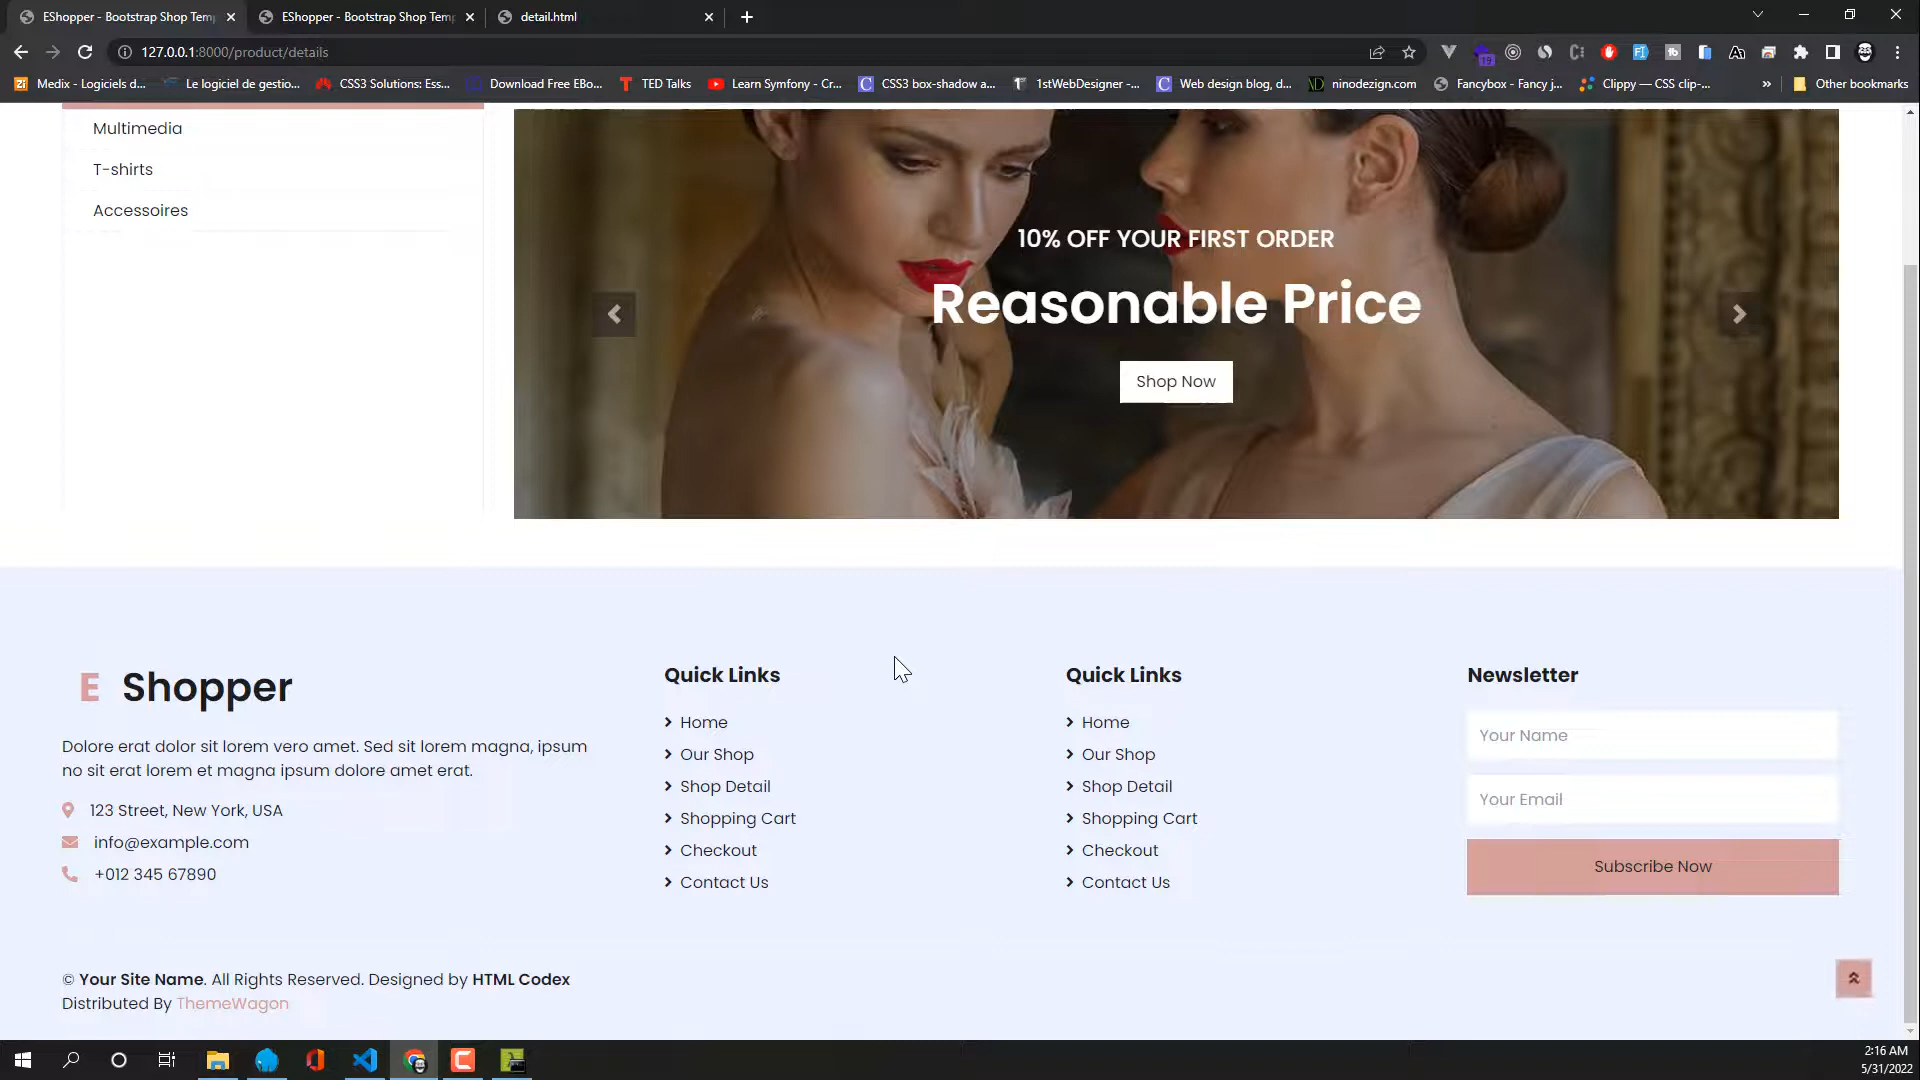 EShopper - Bootstrap Shop Tem
EShopper - Bootstrap Shop Tem
detail.html
127.0.0.1:8000/product/details
19
Medix - Logiciels d...
Le logiciel de gestio...
CSS3 Solutions: Ess...
Download Free EBo...
TED Talks
Learn Symfony - Cr...
CSS3 box-shadow a...
1stWebDesigner -...
Web design blog, d...
ninodezign.com
Fancybox - Fancy j...
Clippy — CSS clip-...
»
Other bookmarks
Multimedia
T-shirts
Accessoires
10% OFF YOUR FIRST ORDER
Reasonable Price
Shop Now
E Shopper
Dolore erat dolor sit lorem vero amet. Sed sit lorem magna, ipsum
no sit erat lorem et magna ipsum dolore amet erat.
123 Street, New York, USA
info@example.com
+012 345 67890
Quick Links
Home
Our Shop
Shop Detail
Shopping Cart
Checkout
Contact Us
Quick Links
Home
Our Shop
Shop Detail
Shopping Cart
Checkout
Contact Us
Newsletter
Your Name
Your Email
Subscribe Now
© Your Site Name. All Rights Reserved. Designed by HTML Codex
Distributed By ThemeWagon
2:16 AM
5/31/2022